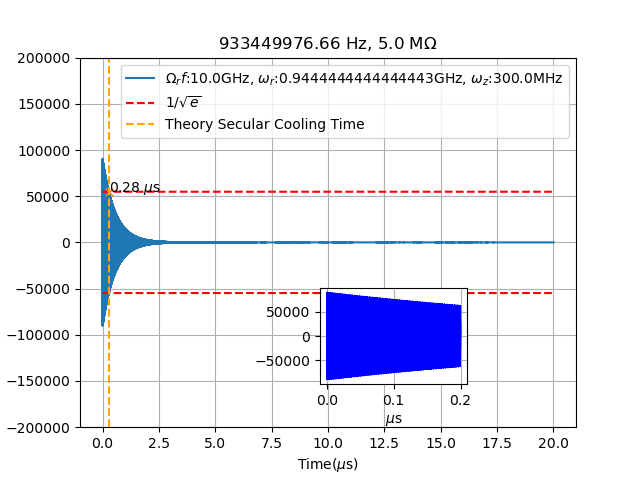 933449976.66 Hz, 5.0 MΩ
200000
150000
100000
50000
0
−50000
−100000
−150000
−200000
Ω_r f:10.0GHz, ω_r:0.9444444444444443GHz, ω_z:300.0MHz
1/√e
Theory Secular Cooling Time
0.28 μs
50000
0
−50000
0.0 0.1 0.2
μs
0.0 2.5 5.0 7.5 10.0 12.5 15.0 17.5 20.0
Time(μs)